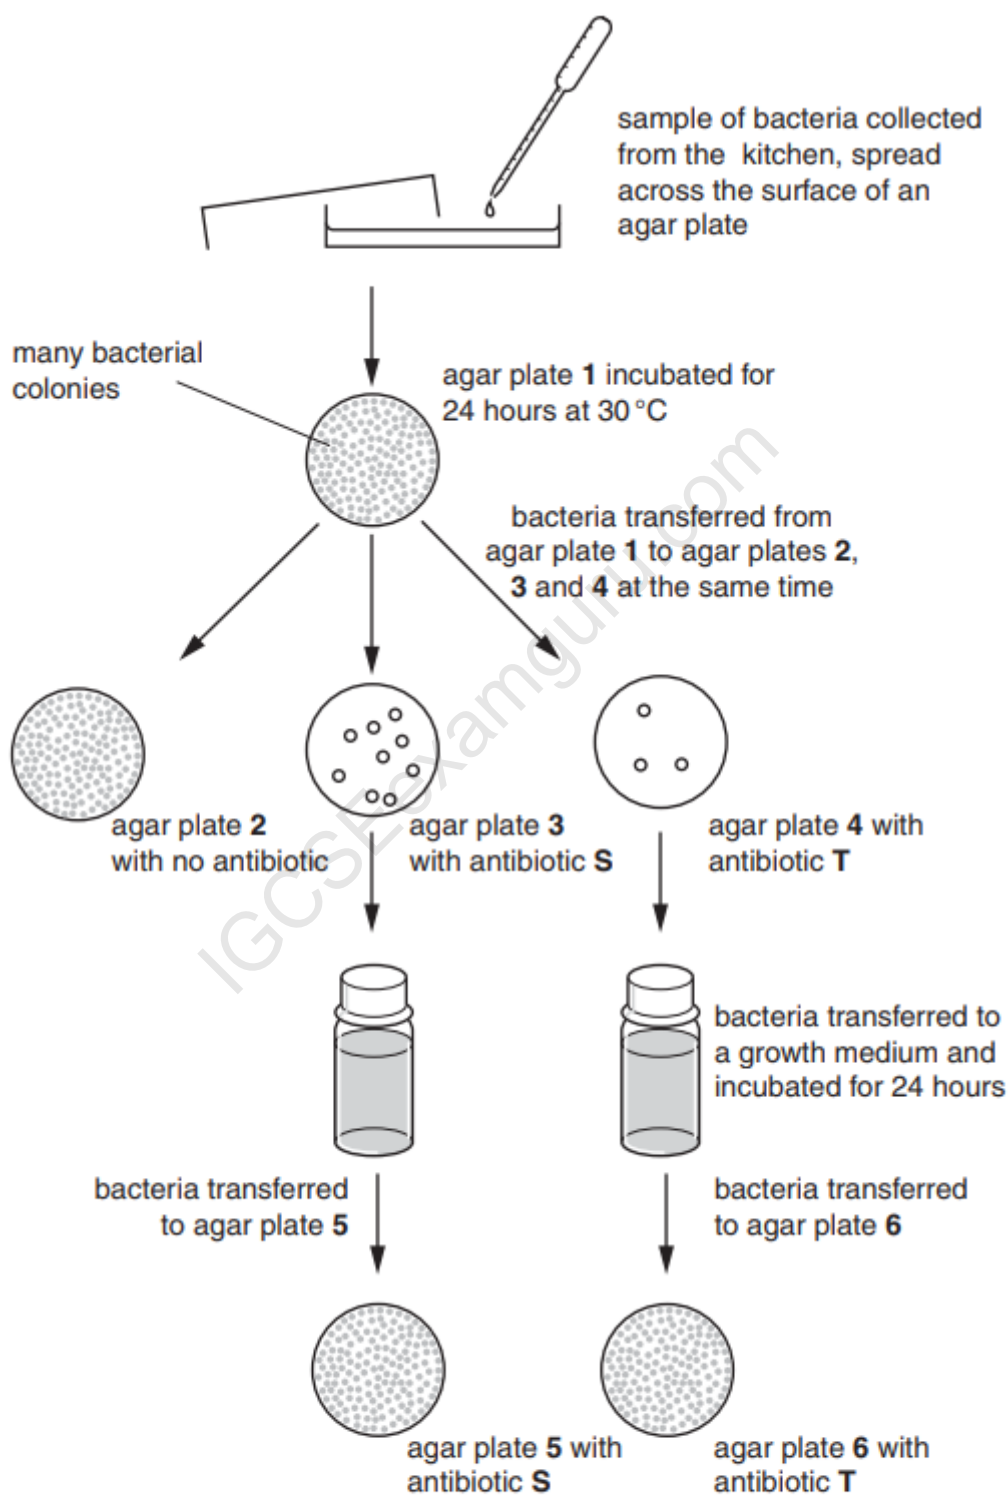 sample of bacteria collected
from the kitchen, spread
across the surface of an
agar plate
many bacterial
colonies
agar plate 1 incubated for
24 hours at 30 °C
bacteria transferred from
agar plate 1 to agar plates 2,
3 and 4 at the same time
agar plate 2
with no antibiotic
agar plate 3
with antibiotic S
agar plate 4 with
antibiotic T
IGCSEexamguru.com
bacteria transferred to
a growth medium and
incubated for 24 hours
bacteria transferred
to agar plate 5
bacteria transferred
to agar plate 6
agar plate 5 with
antibiotic S
agar plate 6 with
antibiotic T